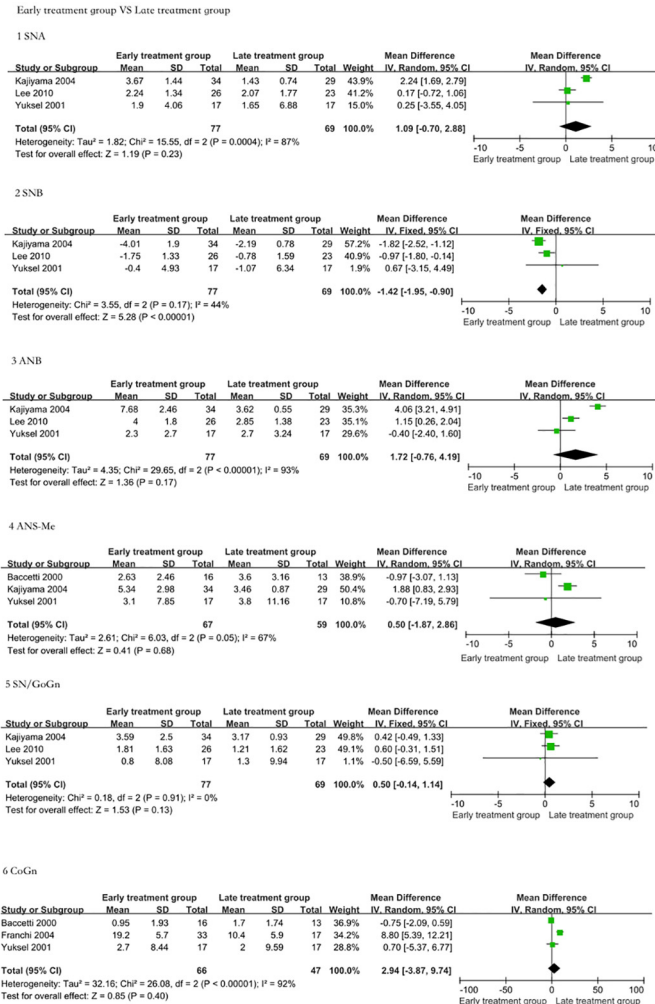 Early treatment group VS Late treatment group
1 SNA
Early treatment group Late treatment group Mean Difference Mean Difference
Study or Subgroup Mean SD Total Mean SD Total Weight IV, Random, 95% CI IV, Random, 95% CI
Kajiyama 2004 3.67 1.44 34 1.43 0.74 29 43.9% 2.24 [1.69, 2.79]
Lee 2010 2.24 1.34 26 2.07 1.77 23 41.2% 0.17 [-0.72, 1.06]
Yuksel 2001 1.9 4.06 17 1.65 6.88 17 15.0% 0.25 [-3.55, 4.05]
Total (95% CI) 77 69 100.0% 1.09 [-0.70, 2.88]
Heterogeneity: Tau² = 1.82; Chi² = 15.55, df = 2 (P = 0.0004); I² = 87%
Test for overall effect: Z = 1.19 (P = 0.23)
-10 -5 0 5 10
Early treatment group Late treatment group
2 SNB
Early treatment group Late treatment group Mean Difference Mean Difference
Study or Subgroup Mean SD Total Mean SD Total Weight IV, Fixed, 95% CI IV, Fixed, 95% CI
Kajiyama 2004 -4.01 1.9 34 -2.19 0.78 29 57.2% -1.82 [-2.52, -1.12]
Lee 2010 -1.75 1.33 26 -0.78 1.59 23 40.9% -0.97 [-1.80, -0.14]
Yuksel 2001 -0.4 4.93 17 -1.07 6.34 17 1.9% 0.67 [-3.15, 4.49]
Total (95% CI) 77 69 100.0% -1.42 [-1.95, -0.90]
Heterogeneity: Chi² = 3.55, df = 2 (P = 0.17); I² = 44%
Test for overall effect: Z = 5.28 (P < 0.00001)
-10 -5 0 5 10
Early treatment group Late treatment group
3 ANB
Early treatment group Late treatment group Mean Difference Mean Difference
Study or Subgroup Mean SD Total Mean SD Total Weight IV, Random, 95% CI IV, Random, 95% CI
Kajiyama 2004 7.68 2.46 34 3.62 0.55 29 35.3% 4.06 [3.21, 4.91]
Lee 2010 4 1.8 26 2.85 1.38 23 35.1% 1.15 [0.26, 2.04]
Yuksel 2001 2.3 2.7 17 2.7 3.24 17 29.6% -0.40 [-2.40, 1.60]
Total (95% CI) 77 69 100.0% 1.72 [-0.76, 4.19]
Heterogeneity: Tau² = 4.35; Chi² = 29.65, df = 2 (P < 0.00001); I² = 93%
Test for overall effect: Z = 1.36 (P = 0.17)
-10 -5 0 5 10
Early treatment group Late treatment group
4 ANS-Me
Early treatment group Late treatment group Mean Difference Mean Difference
Study or Subgroup Mean SD Total Mean SD Total Weight IV, Random, 95% CI IV, Random, 95% CI
Baccetti 2000 2.63 2.46 16 3.6 3.16 13 38.9% -0.97 [-3.07, 1.13]
Kajiyama 2004 5.34 2.98 34 3.46 0.87 29 50.3% 1.88 [0.83, 2.93]
Yuksel 2001 3.1 7.85 17 3.8 11.16 17 10.8% -0.70 [-7.19, 5.79]
Total (95% CI) 67 59 100.0% 0.50 [-1.87, 2.86]
Heterogeneity: Tau² = 2.61; Chi² = 6.03, df = 2 (P = 0.05); I² = 67%
Test for overall effect: Z = 0.41 (P = 0.68)
-10 -5 0 5 10
Early treatment group Late treatment group
5 SN/GoGn
Early treatment group Late treatment group Mean Difference Mean Difference
Study or Subgroup Mean SD Total Mean SD Total Weight IV, Fixed, 95% CI IV, Fixed, 95% CI
Kajiyama 2004 3.59 2.5 34 3.17 0.93 29 49.8% 0.42 [-0.49, 1.33]
Lee 2010 1.81 1.63 26 1.21 1.62 23 49.1% 0.60 [-0.31, 1.51]
Yuksel 2001 0.8 8.08 17 1.3 9.94 17 1.1% -0.50 [-6.59, 5.59]
Total (95% CI) 77 69 100.0% 0.50 [-0.14, 1.14]
Heterogeneity: Chi² = 0.18, df = 2 (P = 0.91); I² = 0%
Test for overall effect: Z = 1.53 (P = 0.13)
-10 -5 0 5 10
Early treatment group Late treatment group
6 CoGn
Early treatment group Late treatment group Mean Difference Mean Difference
Study or Subgroup Mean SD Total Mean SD Total Weight IV, Random, 95% CI IV, Random, 95% CI
Baccetti 2000 0.95 1.93 16 1.7 1.74 13 36.9% -0.75 [-2.09, 0.59]
Franchi 2004 19.2 5.7 33 10.4 5.9 17 34.2% 8.80 [5.39, 12.21]
Yuksel 2001 2.7 8.44 17 2 9.59 17 28.8% 0.70 [-5.37, 6.77]
Total (95% CI) 66 47 100.0% 2.94 [-3.87, 9.74]
Heterogeneity: Tau² = 32.16; Chi² = 26.08, df = 2 (P < 0.00001); I² = 92%
Test for overall effect: Z = 0.85 (P = 0.40)
-100 -50 0 50 100
Early treatment group Late treatment group